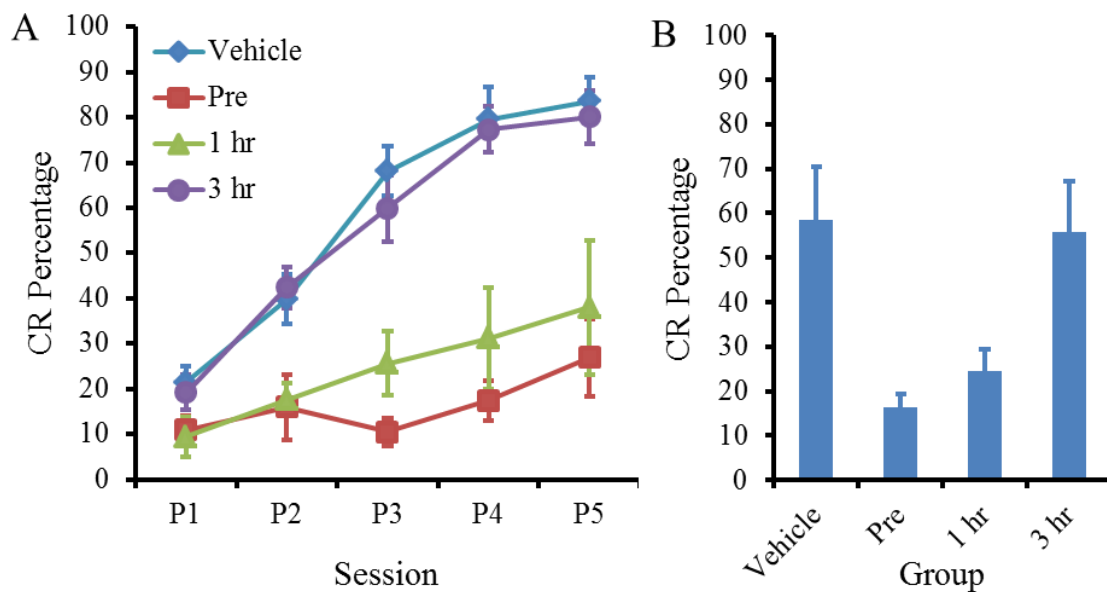 A
CR Percentage
100
90
80
70
60
50
40
30
20
10
0
Vehicle
Pre
1 hr
3 hr
P1 P2 P3 P4 P5
Session
B
CR Percentage
100
90
80
70
60
50
40
30
20
10
0
Vehicle Pre 1 hr 3 hr
Group